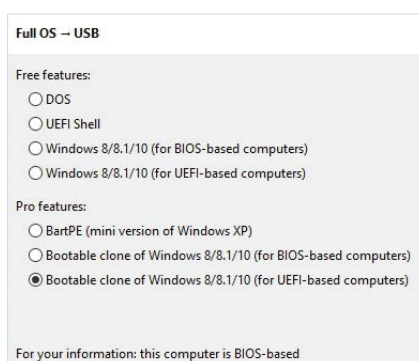 Full OS → USB
Free features:
DOS
UEFI Shell
Windows 8/8.1/10 (for BIOS-based computers)
Windows 8/8.1/10 (for UEFI-based computers)
Pro features:
BartPE (mini version of Windows XP)
Bootable clone of Windows 8/8.1/10 (for BIOS-based computers)
Bootable clone of Windows 8/8.1/10 (for UEFI-based computers)
For your information: this computer is BIOS-based